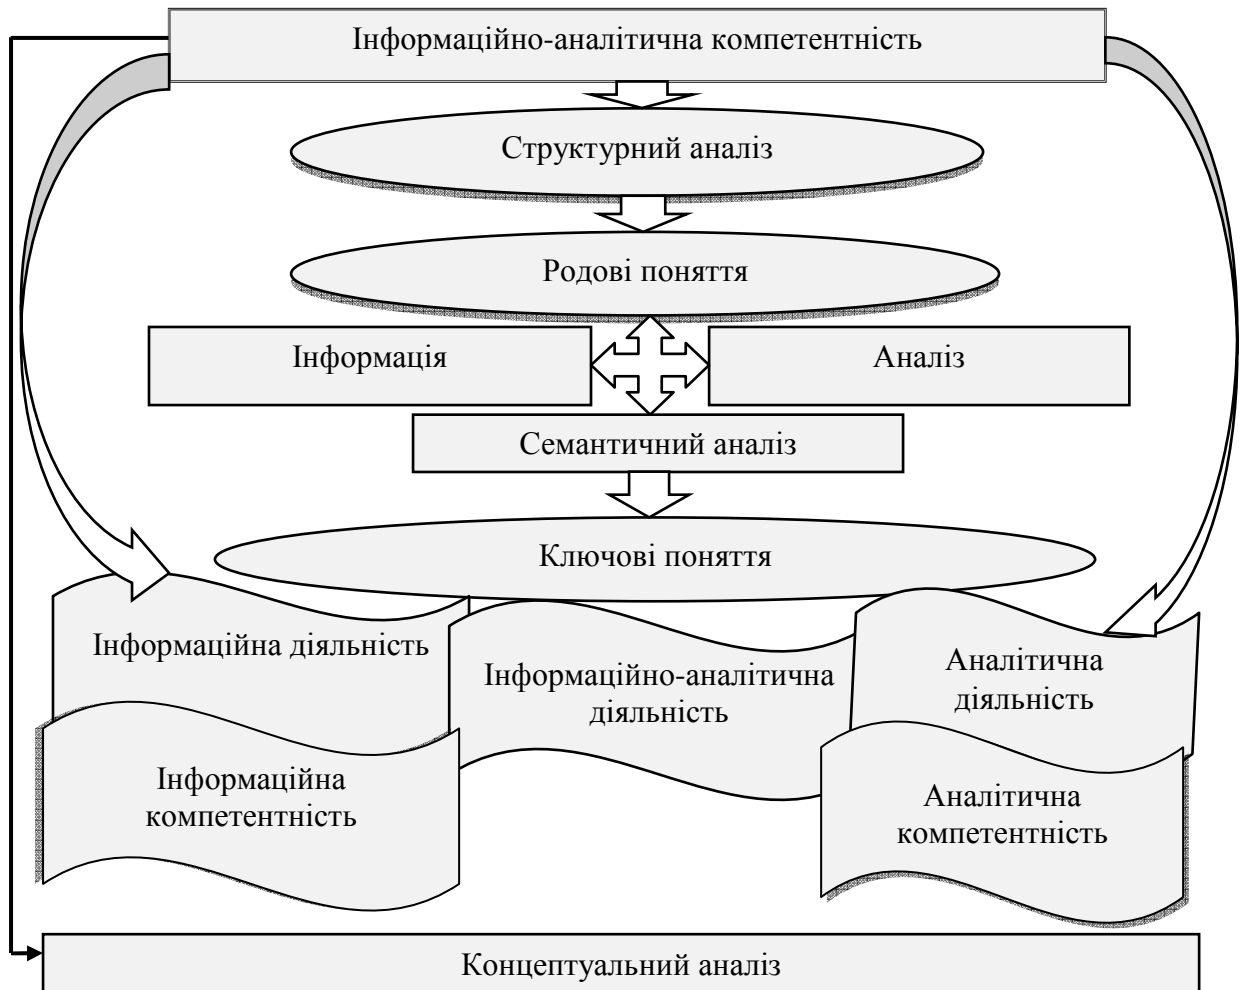 Інформаційно-аналітична компетентність
Структурний аналіз
Родові поняття
Інформація
Аналіз
Семантичний аналіз
Ключові поняття
Інформаційна діяльність
Інформаційно-аналітична
діяльність
Аналітична
діяльність
Інформаційна
компетентність
Аналітична
компетентність
Концептуальний аналіз